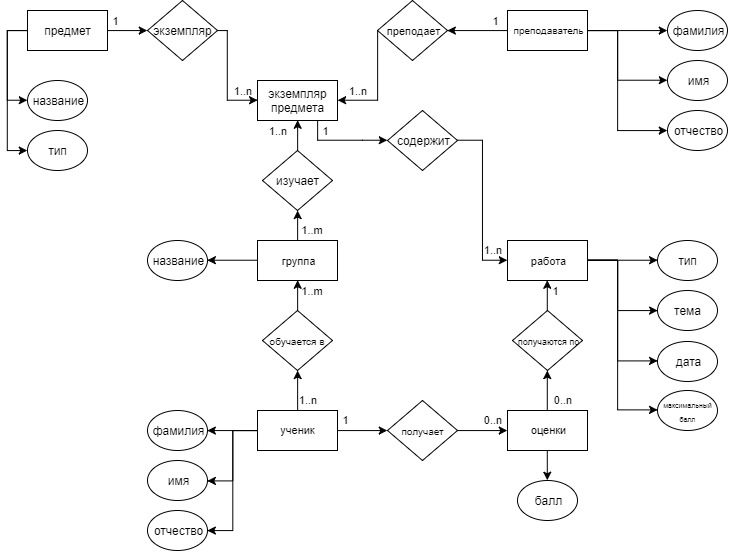 предмет
1
экземпляр
преподает
1
преподаватель
фамилия
имя
отчество
название
тип
1..n
экземпляр
предмета
1..n
1..n
1
содержит
изучает
1..m
название
группа
1..n
работа
тип
тема
дата
максимальный
балл
1..m
1
обучается в
получаются по
1..n
0..n
фамилия
имя
отчество
ученик
1
получает
0..n
оценки
балл